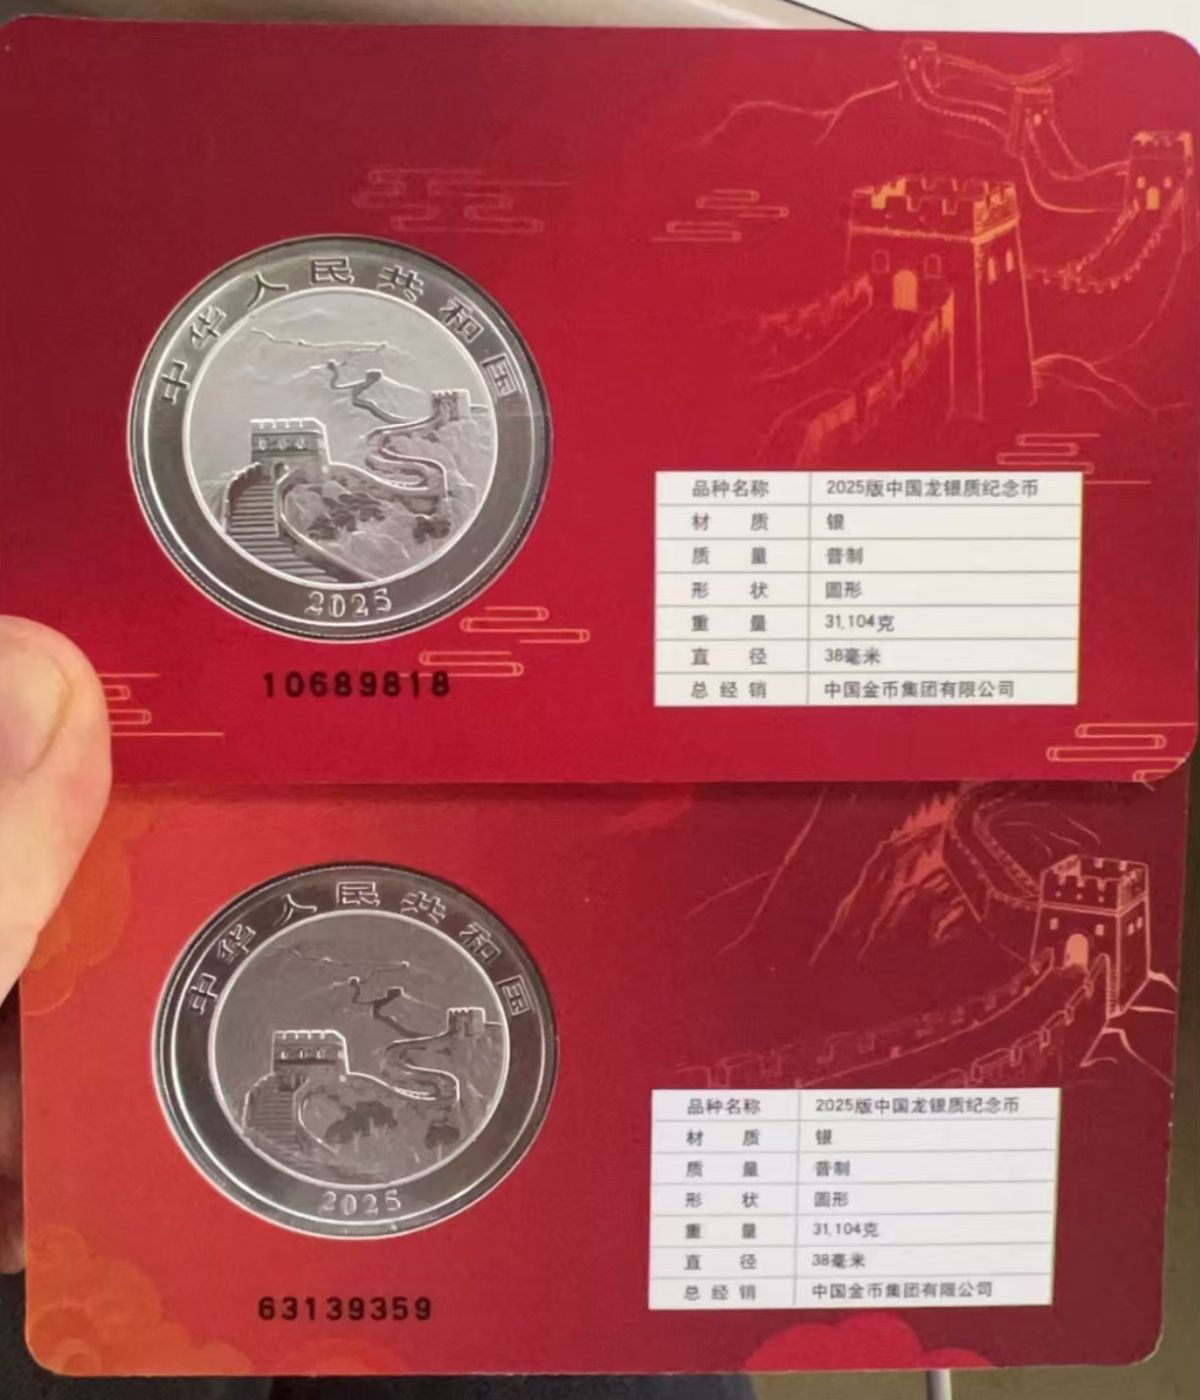 中华人民共和国
2025
10689818
品种名称 2025版中国龙银质纪念币
材 质 银
质 量 普制
形 状 圆形
重 量 31.104克
直 径 38毫米
总经销 中国金币集团有限公司
中华人民共和国
2025
63139359
品种名称 2025版中国龙银质纪念币
材 质 银
质 量 普制
形 状 圆形
重 量 31.104克
直 径 38毫米
总经销 中国金币集团有限公司